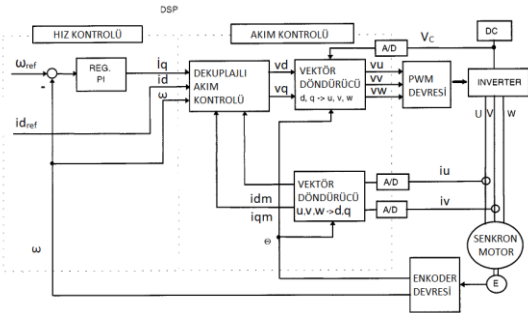 DSP
HIZ KONTROLÜ
AKIM KONTROLÜ
A/D
Vc
DC
ωref
REG.
PI
iq
id
ω
DEKUPLAJLI
AKIM
KONTROLÜ
vd
vq
VEKTÖR
DÖNDÜRÜCÜ
d, q -> u, v, w
vu
vv
vw
PWM
DEVRESİ
INVERTER
-
idref
U V W
VEKTÖR
DÖNDÜRÜCÜ
u,v,w->d,q
A/D
iu
A/D
iv
idm
iqm
ω
Θ
SENKRON
MOTOR
ENKODER
DEVRESİ
E